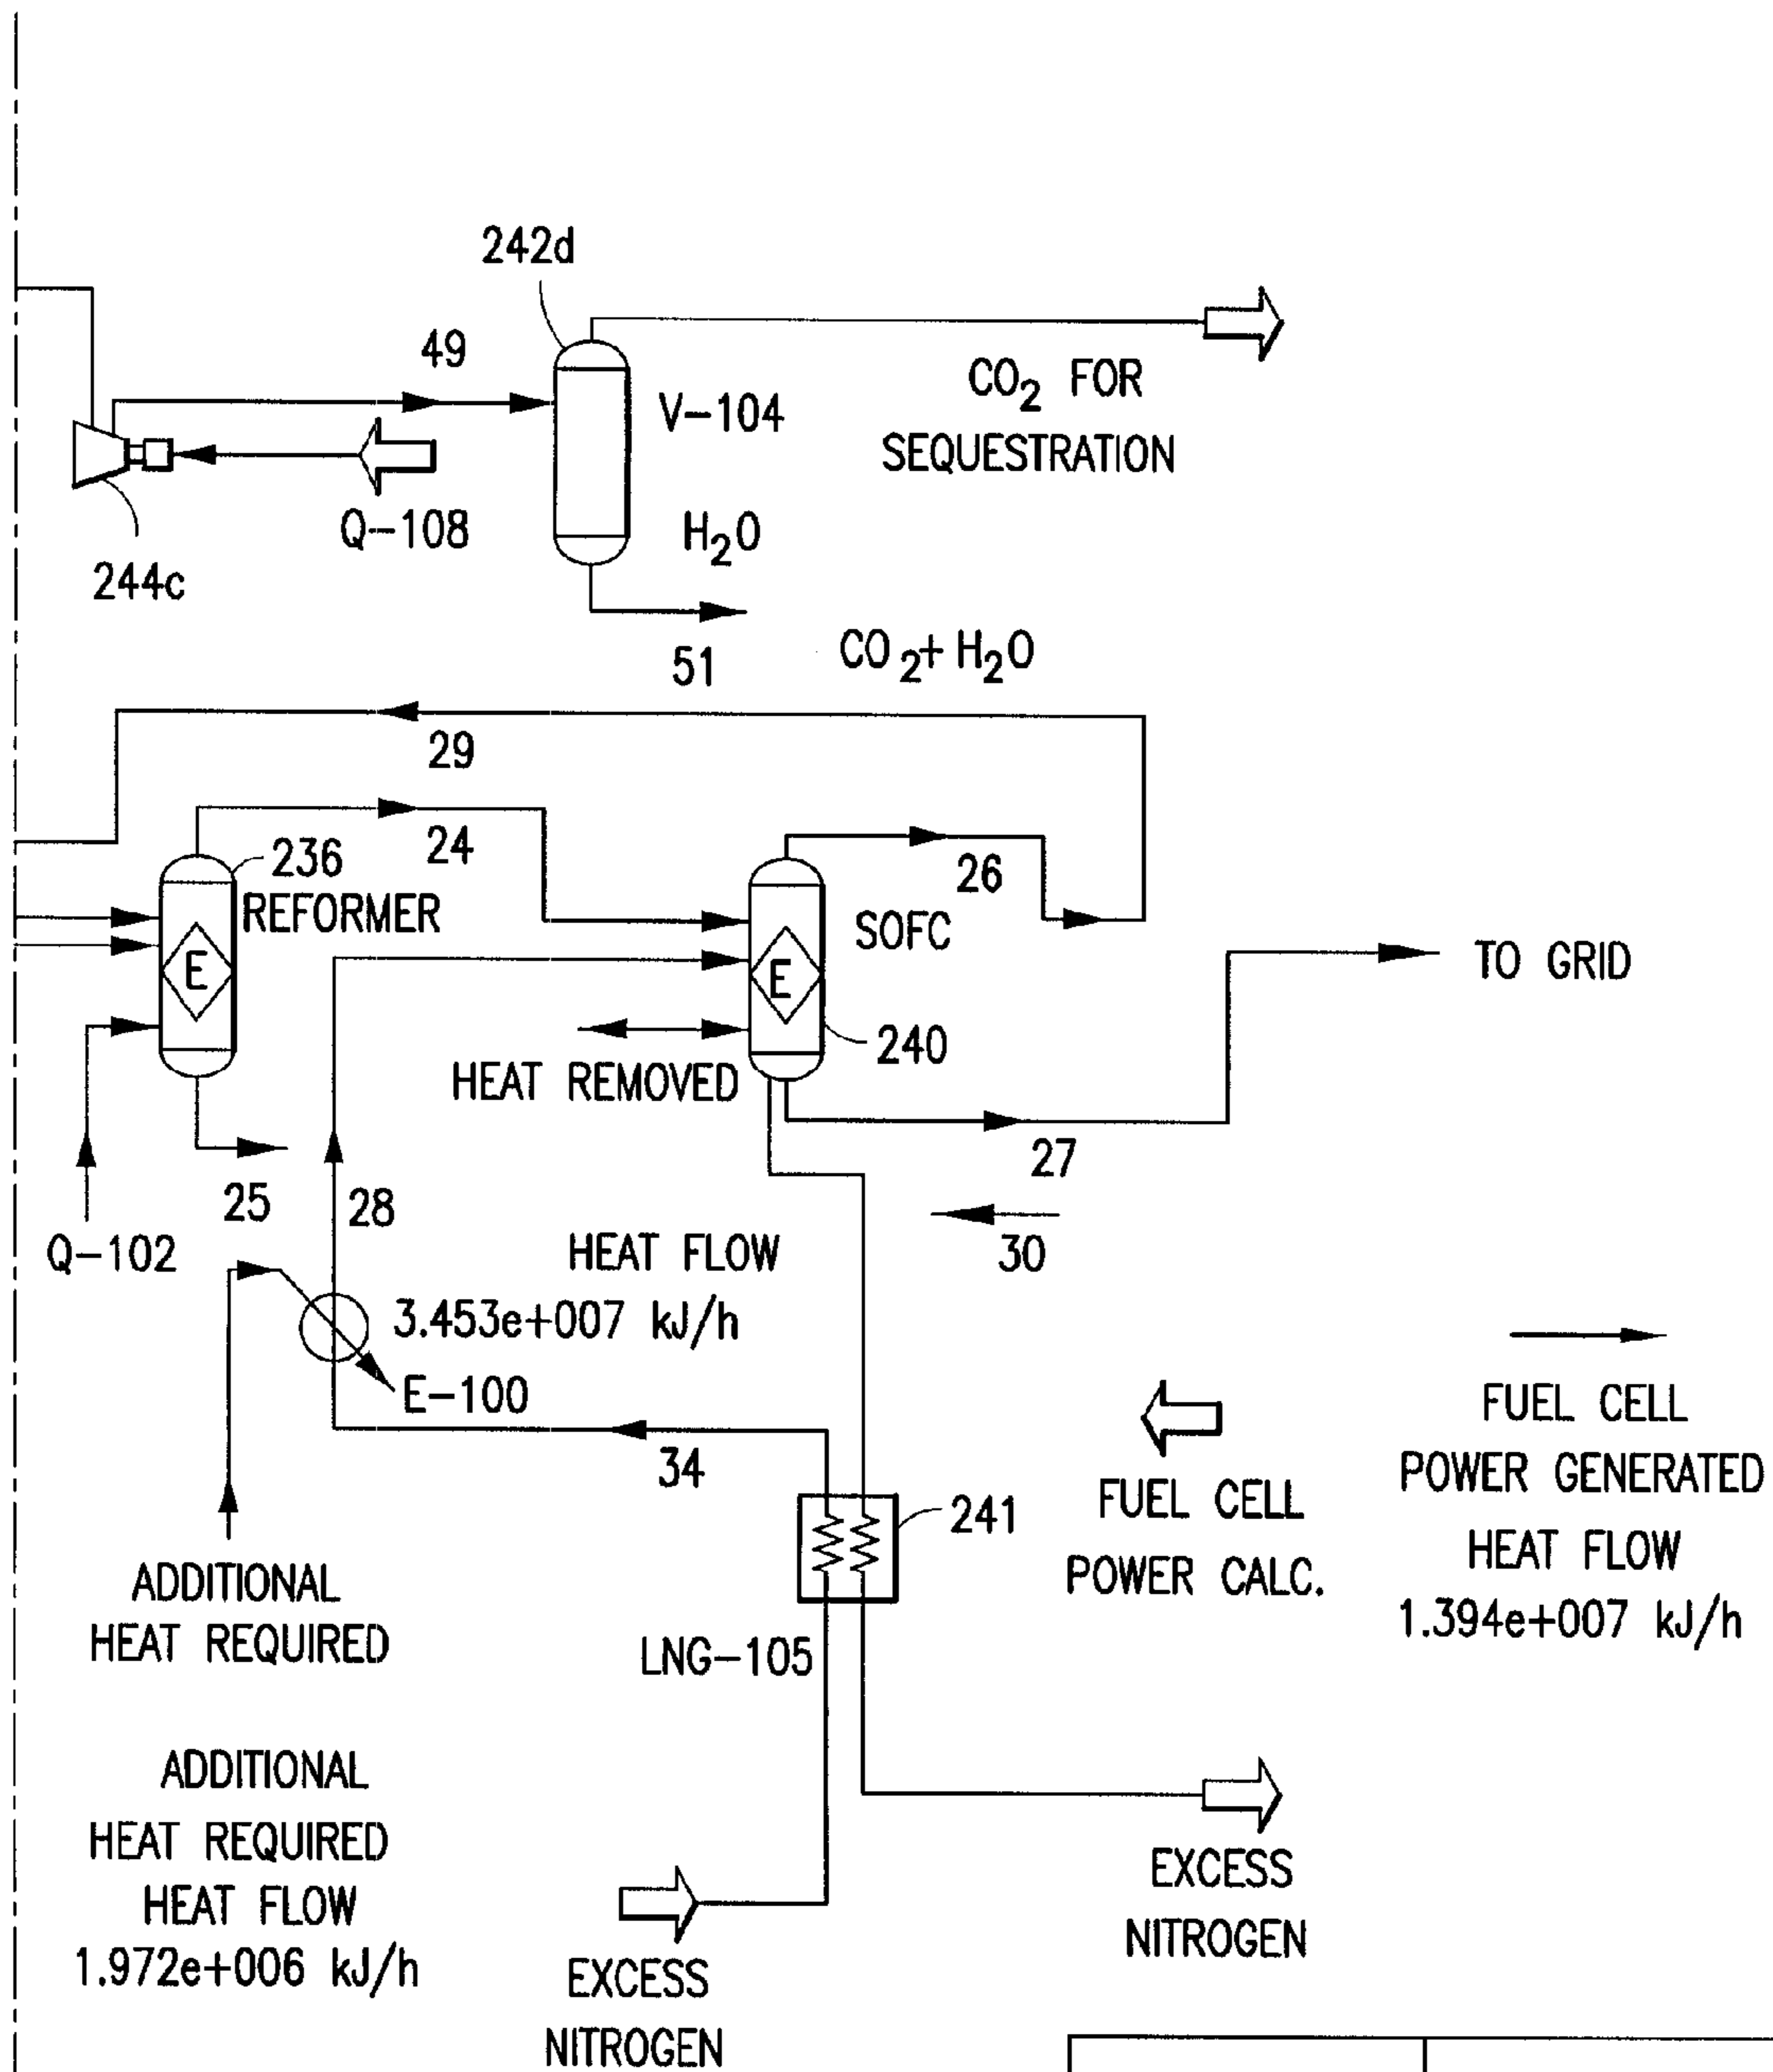 242d
49
CO₂ FOR
SEQUESTRATION
V-104
Q-108
H₂O
244c
51
CO₂+ H₂O
29
24
26
236
REFORMER
SOFC
E
E
TO GRID
240
HEAT REMOVED
27
25
28
Q-102
30
HEAT FLOW
3.453e+007 kJ/h
E-100
34
FUEL CELL
POWER GENERATED
HEAT FLOW
1.394e+007 kJ/h
241
FUEL CELL
POWER CALC.
ADDITIONAL
HEAT REQUIRED
LNG-105
ADDITIONAL
HEAT REQUIRED
HEAT FLOW
1.972e+006 kJ/h
EXCESS
NITROGEN
EXCESS
NITROGEN